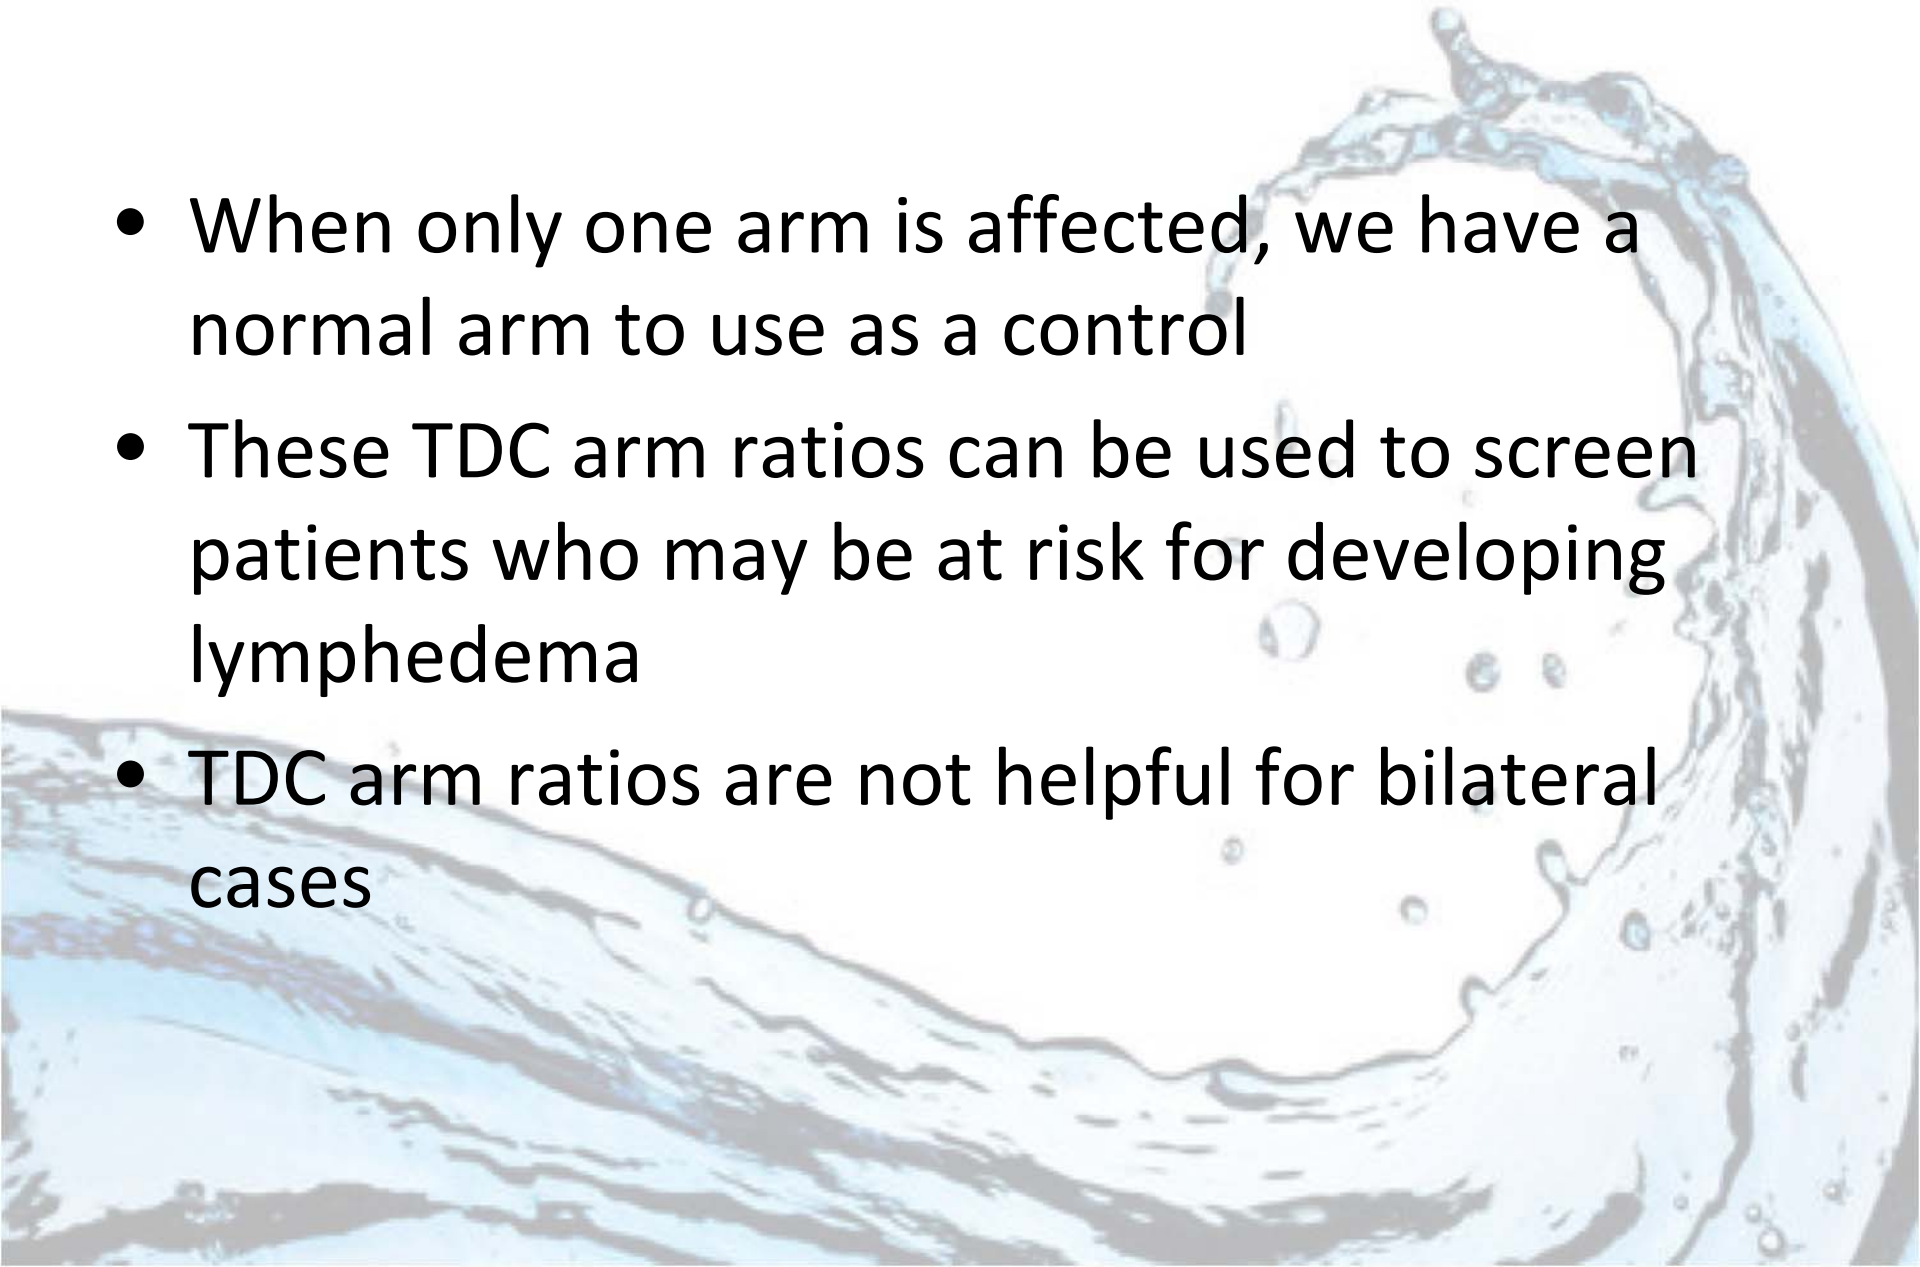 • When only one arm is affected, we have a
normal arm to use as a control
• These TDC arm ratios can be used to screen
patients who may be at risk for developing
lymphedema
• TDC arm ratios are not helpful for bilateral
cases